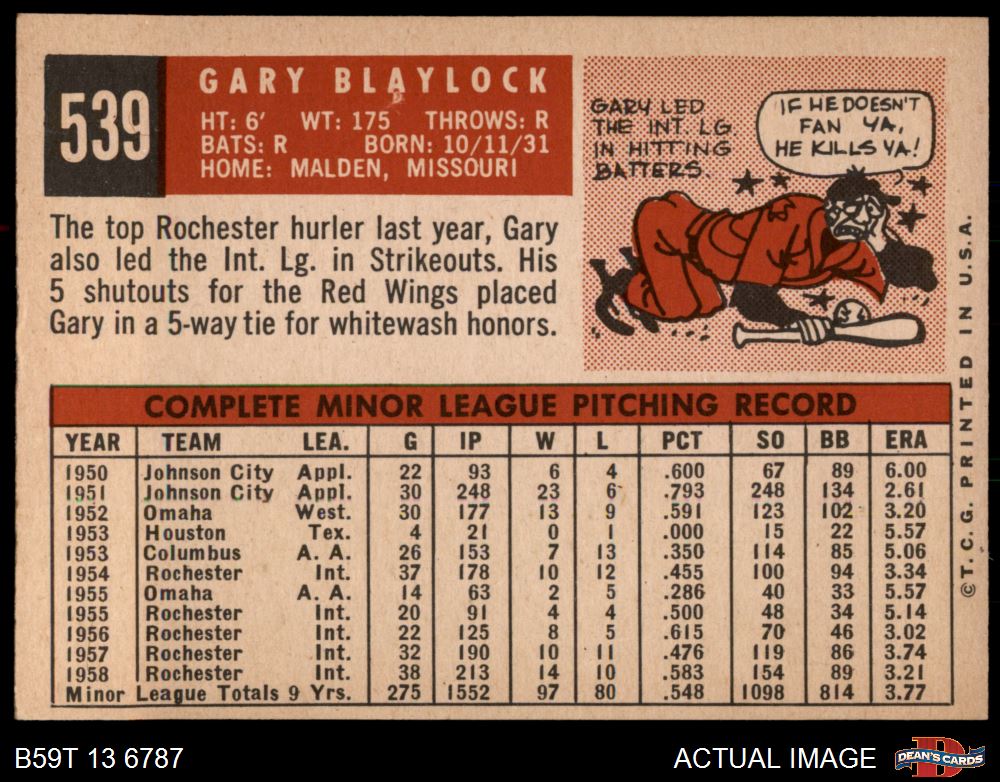 539
GARY BLAYLOCK
HT: 6' WT: 175 THROWS: R
BATS: R BORN: 10/11/31
HOME: MALDEN, MISSOURI
The top Rochester hurler last year, Gary
also led the Int. Lg. in Strikeouts. His
5 shutouts for the Red Wings placed
Gary in a 5-way tie for whitewash honors.
GARY LED
THE INT. LG
IN HITTING
BATTERS.
IF HE DOESN'T
FAN YA,
HE KILLS YA!
COMPLETE MINOR LEAGUE PITCHING RECORD
YEAR TEAM LEA. G IP W L PCT SO BB ERA
1950 Johnson City Appl. 22 93 6 4 .600 67 89 6.00
1951 Johnson City Appl. 30 248 23 6 .793 248 134 2.61
1952 Omaha West. 30 177 13 9 .591 123 102 3.20
1953 Houston Tex. 4 21 0 1 .000 15 22 5.57
1953 Columbus A. A. 26 153 7 13 .350 114 85 5.06
1954 Rochester Int. 37 178 10 12 .455 100 94 3.34
1955 Omaha A. A. 14 63 2 5 .286 40 33 5.57
1955 Rochester Int. 20 91 4 4 .500 48 34 5.14
1956 Rochester Int. 22 125 8 5 .615 70 46 3.02
1957 Rochester Int. 32 190 10 11 .476 119 86 3.74
1958 Rochester Int. 38 213 14 10 .583 154 89 3.21
Minor League Totals 9 Yrs. 275 1552 97 80 .548 1098 814 3.77
© T.C.G. PRINTED IN U.S.A.
B59T 13 6787
ACTUAL IMAGE
D
DEAN'S CARDS